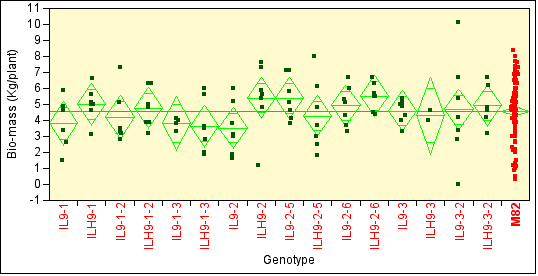 11
10
9
8
7
6
5
4
3
2
1
0
-1
Bio-mass (Kg/plant)
IL9-1
ILH9-1
IL9-1-2
ILH9-1-2
IL9-1-3
ILH9-1-3
IL9-2
ILH9-2
IL9-2-5
ILH9-2-5
IL9-2-6
ILH9-2-6
IL9-3
ILH9-3
IL9-3-2
ILH9-3-2
M82
Genotype